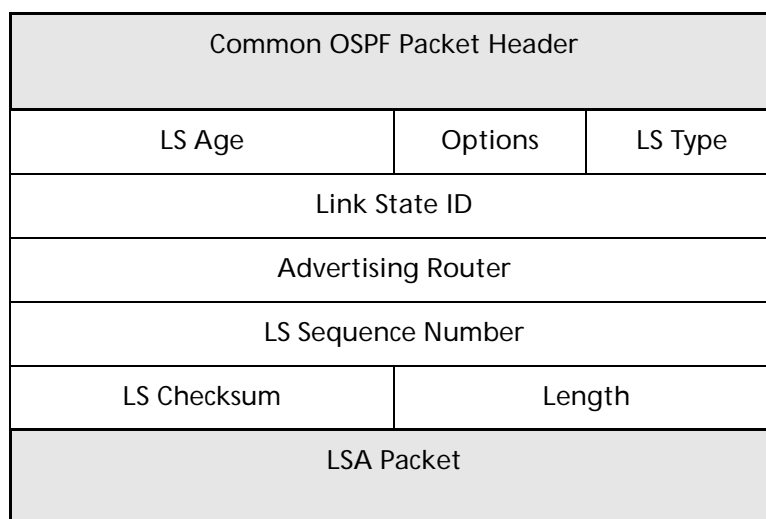 Common OSPF Packet Header
LS Age Options LS Type
Link State ID
Advertising Router
LS Sequence Number
LS Checksum Length
LSA Packet